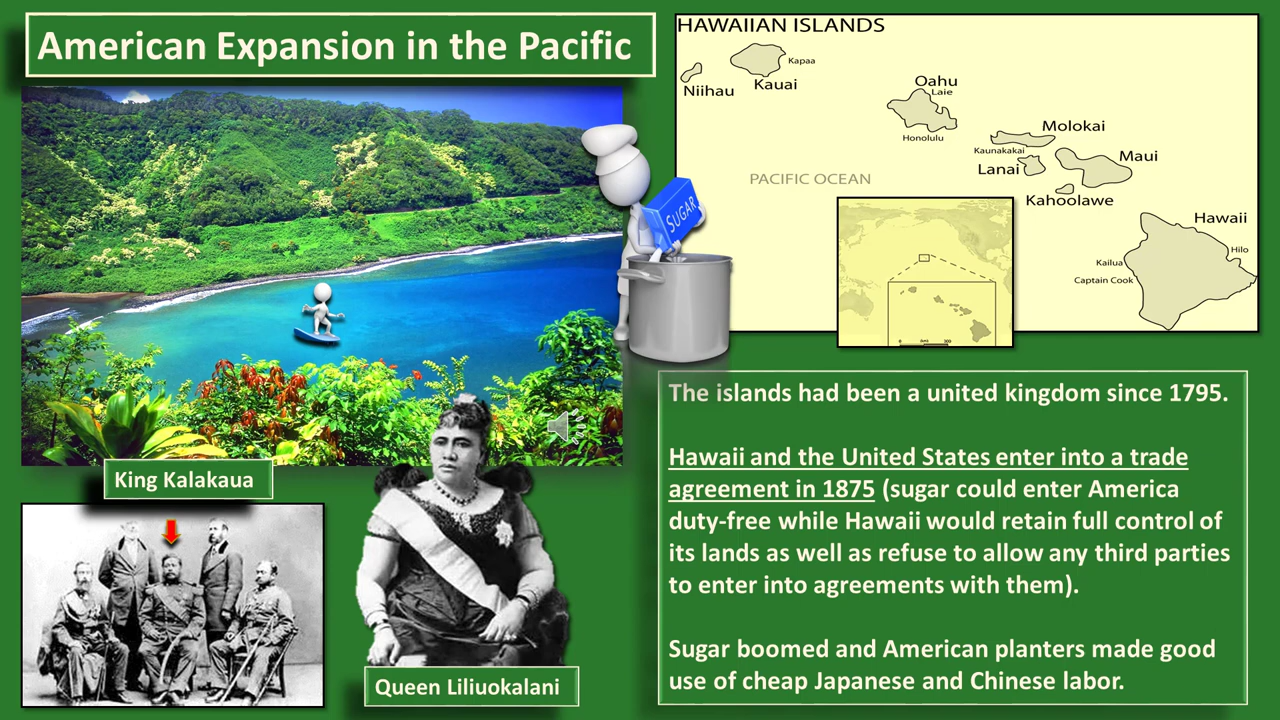 American Expansion in the Pacific
HAWAIIAN ISLANDS
Kapaa
Niihau
Kauai
Oahu
Laie
Honolulu
Molokai
Kaunakakai
Lanai
Maui
Kahoolawe
PACIFIC OCEAN
Hawaii
Hilo
Kailua
Captain Cook
SUGAR
King Kalakaua
Queen Liliuokalani
The islands had been a united kingdom since 1795.
Hawaii and the United States enter into a trade
agreement in 1875 (sugar could enter America
duty-free while Hawaii would retain full control of
its lands as well as refuse to allow any third parties
to enter into agreements with them).
Sugar boomed and American planters made good
use of cheap Japanese and Chinese labor.